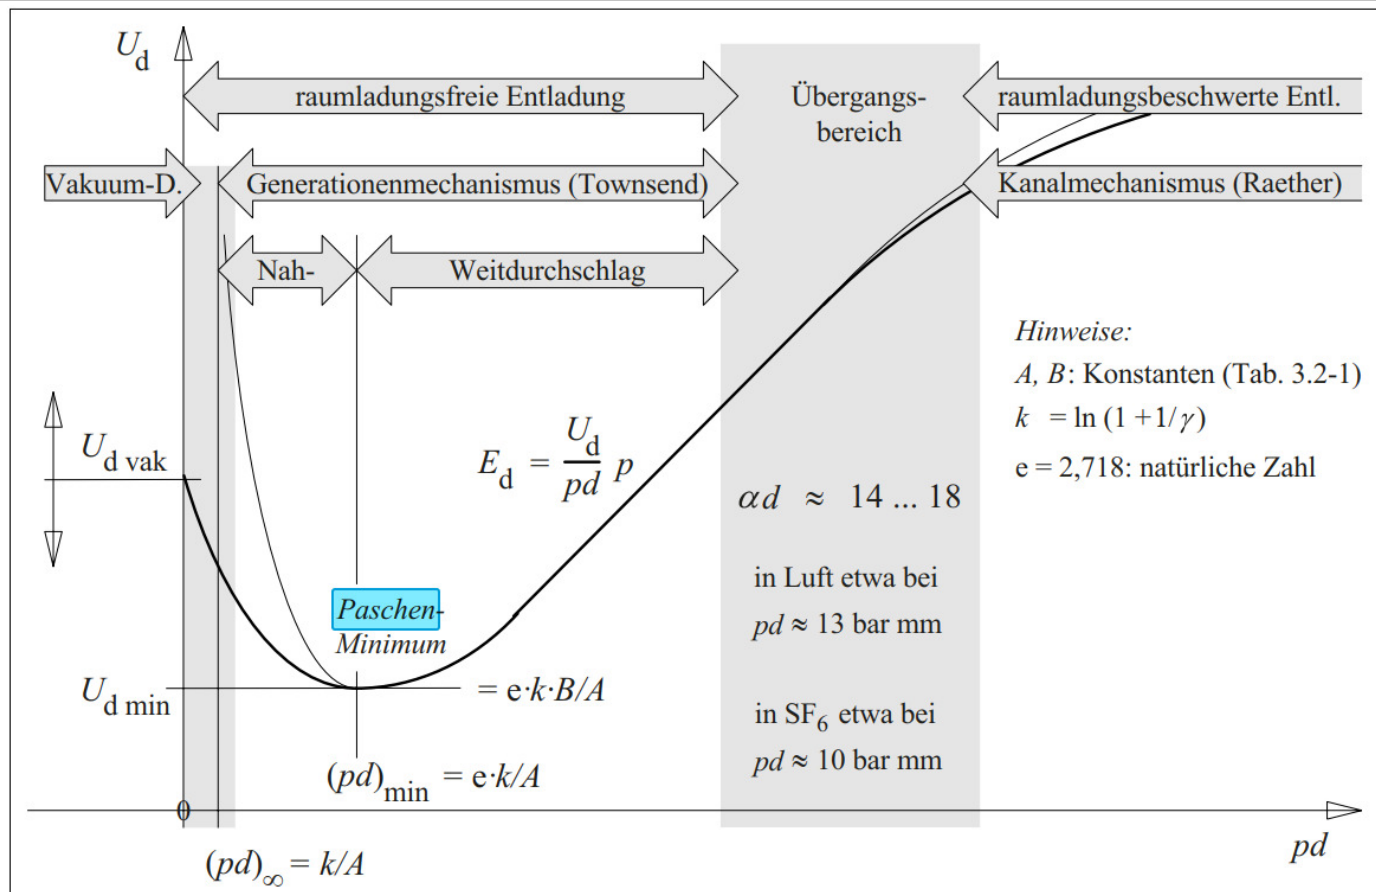 U_d
raumladungsfreie Entladung
Übergangs-
bereich
raumladungsbeschwerte Entl.
Vakuum-D.
Generationenmechanismus (Townsend)
Kanalmechanismus (Raether)
Nah-
Weitdurchschlag
Hinweise:
A, B: Konstanten (Tab. 3.2-1)
k = ln (1 +1/γ)
e = 2,718: natürliche Zahl
U_d vak
E_d = U_d/pd p
αd ≈ 14 ... 18
in Luft etwa bei
pd ≈ 13 bar mm
Paschen-
Minimum
U_d min
= e·k·B/A
in SF₆ etwa bei
pd ≈ 10 bar mm
(pd)_min = e·k/A
0
pd
(pd)_∞ = k/A